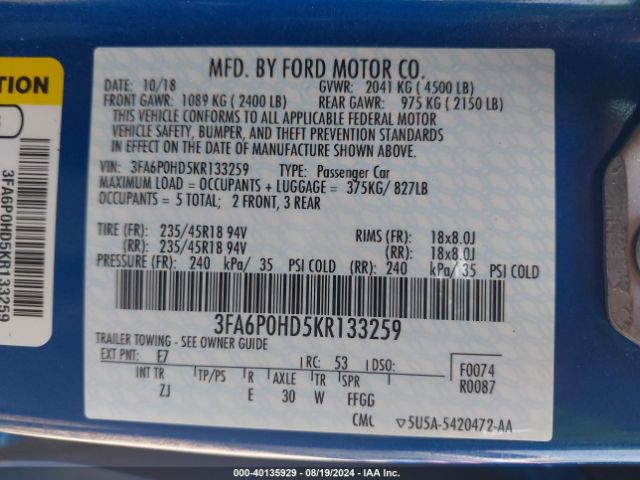 MFD. BY FORD MOTOR CO.
DATE: 10/18 GVWR: 2041 KG ( 4500 LB)
FRONT GAWR: 1089 KG ( 2400 LB) REAR GAWR: 975 KG ( 2150 LB)
THIS VEHICLE CONFORMS TO ALL APPLICABLE FEDERAL MOTOR
VEHICLE SAFETY, BUMPER, AND THEFT PREVENTION STANDARDS
IN EFFECT ON THE DATE OF MANUFACTURE SHOWN ABOVE.
VIN: 3FA6P0HD5KR133259 TYPE: Passenger Car
MAXIMUM LOAD = OCCUPANTS + LUGGAGE = 375KG/ 827LB
OCCUPANTS = 5 TOTAL; 2 FRONT, 3 REAR
TIRE (FR): 235/45R18 94V RIMS (FR): 18x8.0J
(RR): 235/45R18 94V (RR): 18x8.0J
PRESSURE (FR): 240 kPa/ 35 PSI COLD (RR): 240 kPa/ 35 PSI COLD
3FA6P0HD5KR133259
TRAILER TOWING - SEE OWNER GUIDE
EXT PNT: E7 RC: 53 DSO: F0074
R0087
INT TR TP/PS R AXLE TR SPR
ZJ E 30 W FFGG
CMC 5U5A-5420472-AA
TION
3FA6P0HD5KR133259
000-40135929 - 08/19/2024 - IAA Inc.